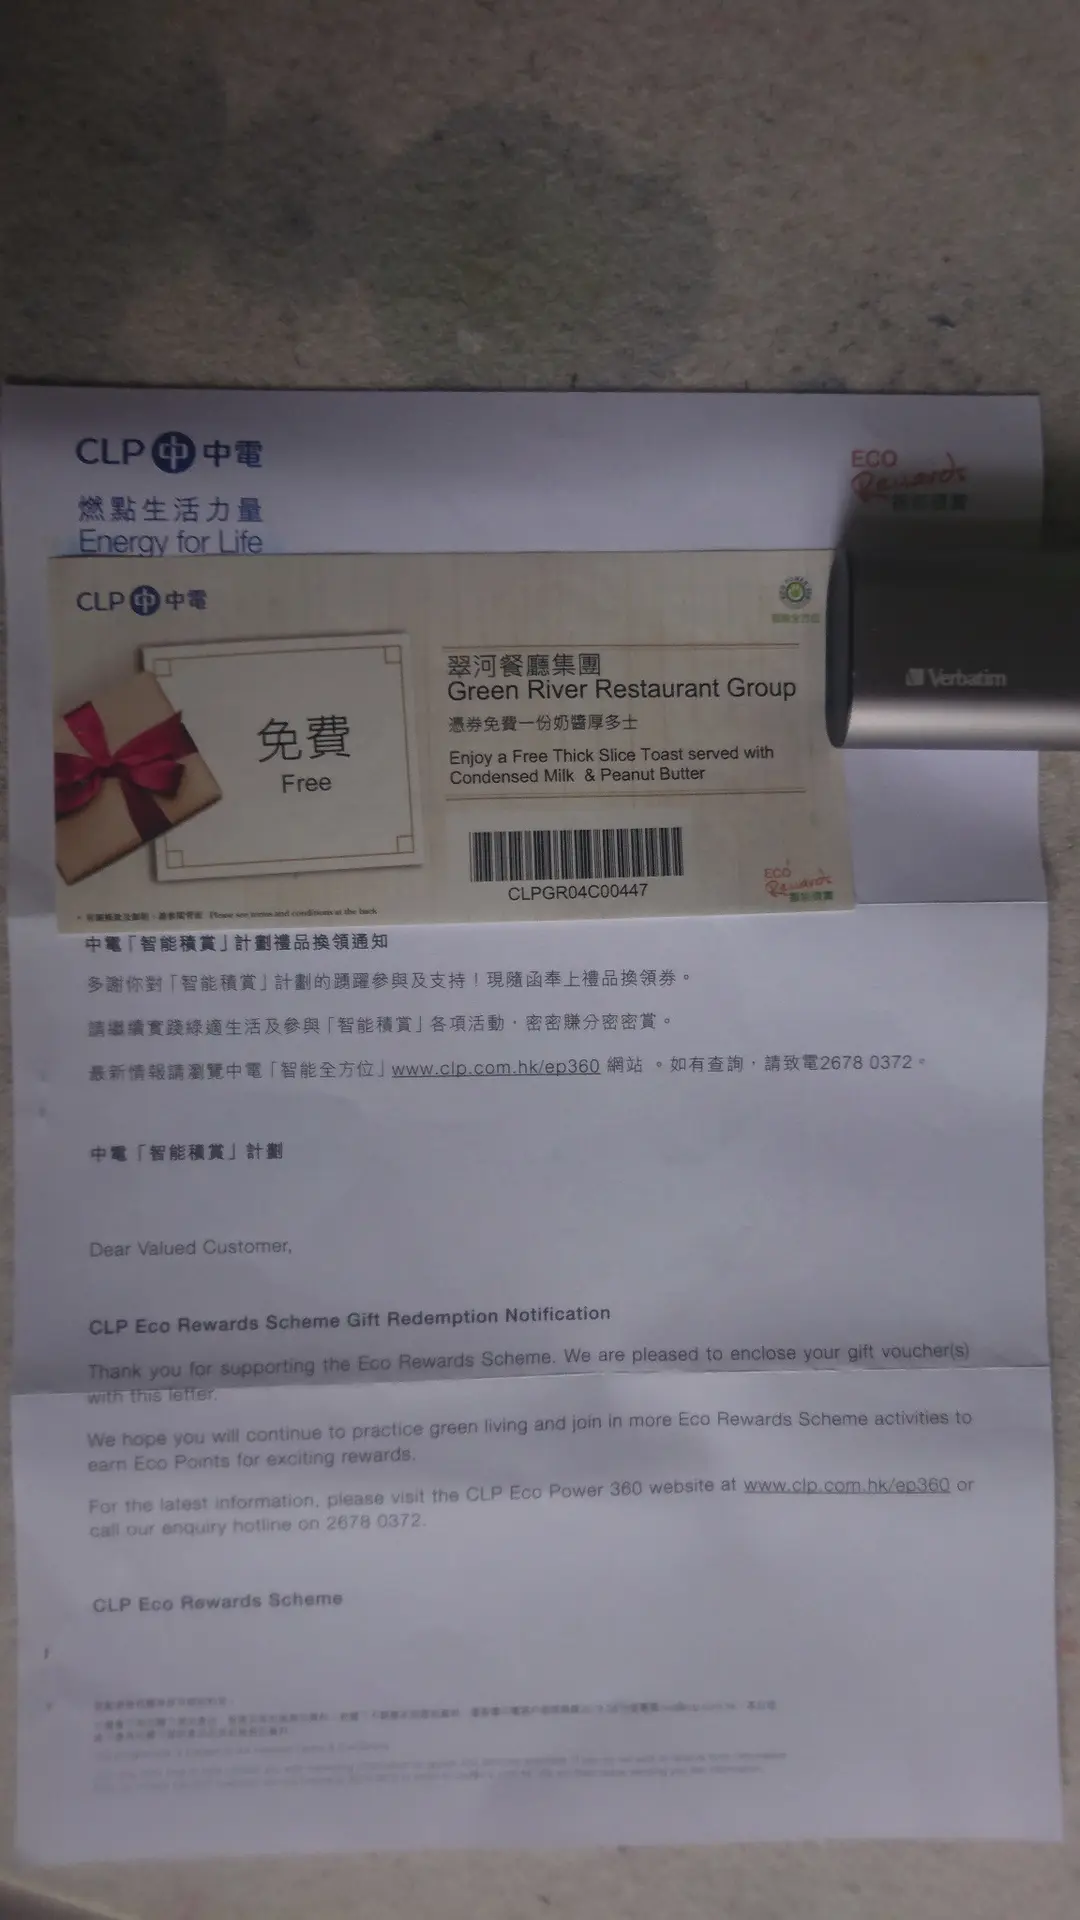 CLP 中 中電
燃點生活力量
Energy for Life
ECO
Rewards
CLP 中 中電
免費
Free
翠河餐廳集團
Green River Restaurant Group
憑券免費一份奶醬厚多士
Enjoy a Free Thick Slice Toast served with
Condensed Milk & Peanut Butter
CLPGR04C00447
ECO
Rewards
Please see terms and conditions at the back
Verbatim
中電「智能積賞」計劃禮品換領通知
多謝你對「智能積賞」計劃的踴躍參與及支持！現隨函奉上禮品換領券。
請繼續實踐綠適生活及參與「智能積賞」各項活動，密密賺分密密賞。
最新情報請瀏覽中電「智能全方位」www.clp.com.hk/ep360 網站 。如有查詢，請致電2678 0372。
中電「智能積賞」計劃
Dear Valued Customer,
CLP Eco Rewards Scheme Gift Redemption Notification
Thank you for supporting the Eco Rewards Scheme. We are pleased to enclose your gift voucher(s)
with this letter.
We hope you will continue to practice green living and join in more Eco Rewards Scheme activities to
earn Eco Points for exciting rewards.
For the latest information, please visit the CLP Eco Power 360 website at www.clp.com.hk/ep360 or
call our enquiry hotline on 2678 0372.
CLP Eco Rewards Scheme